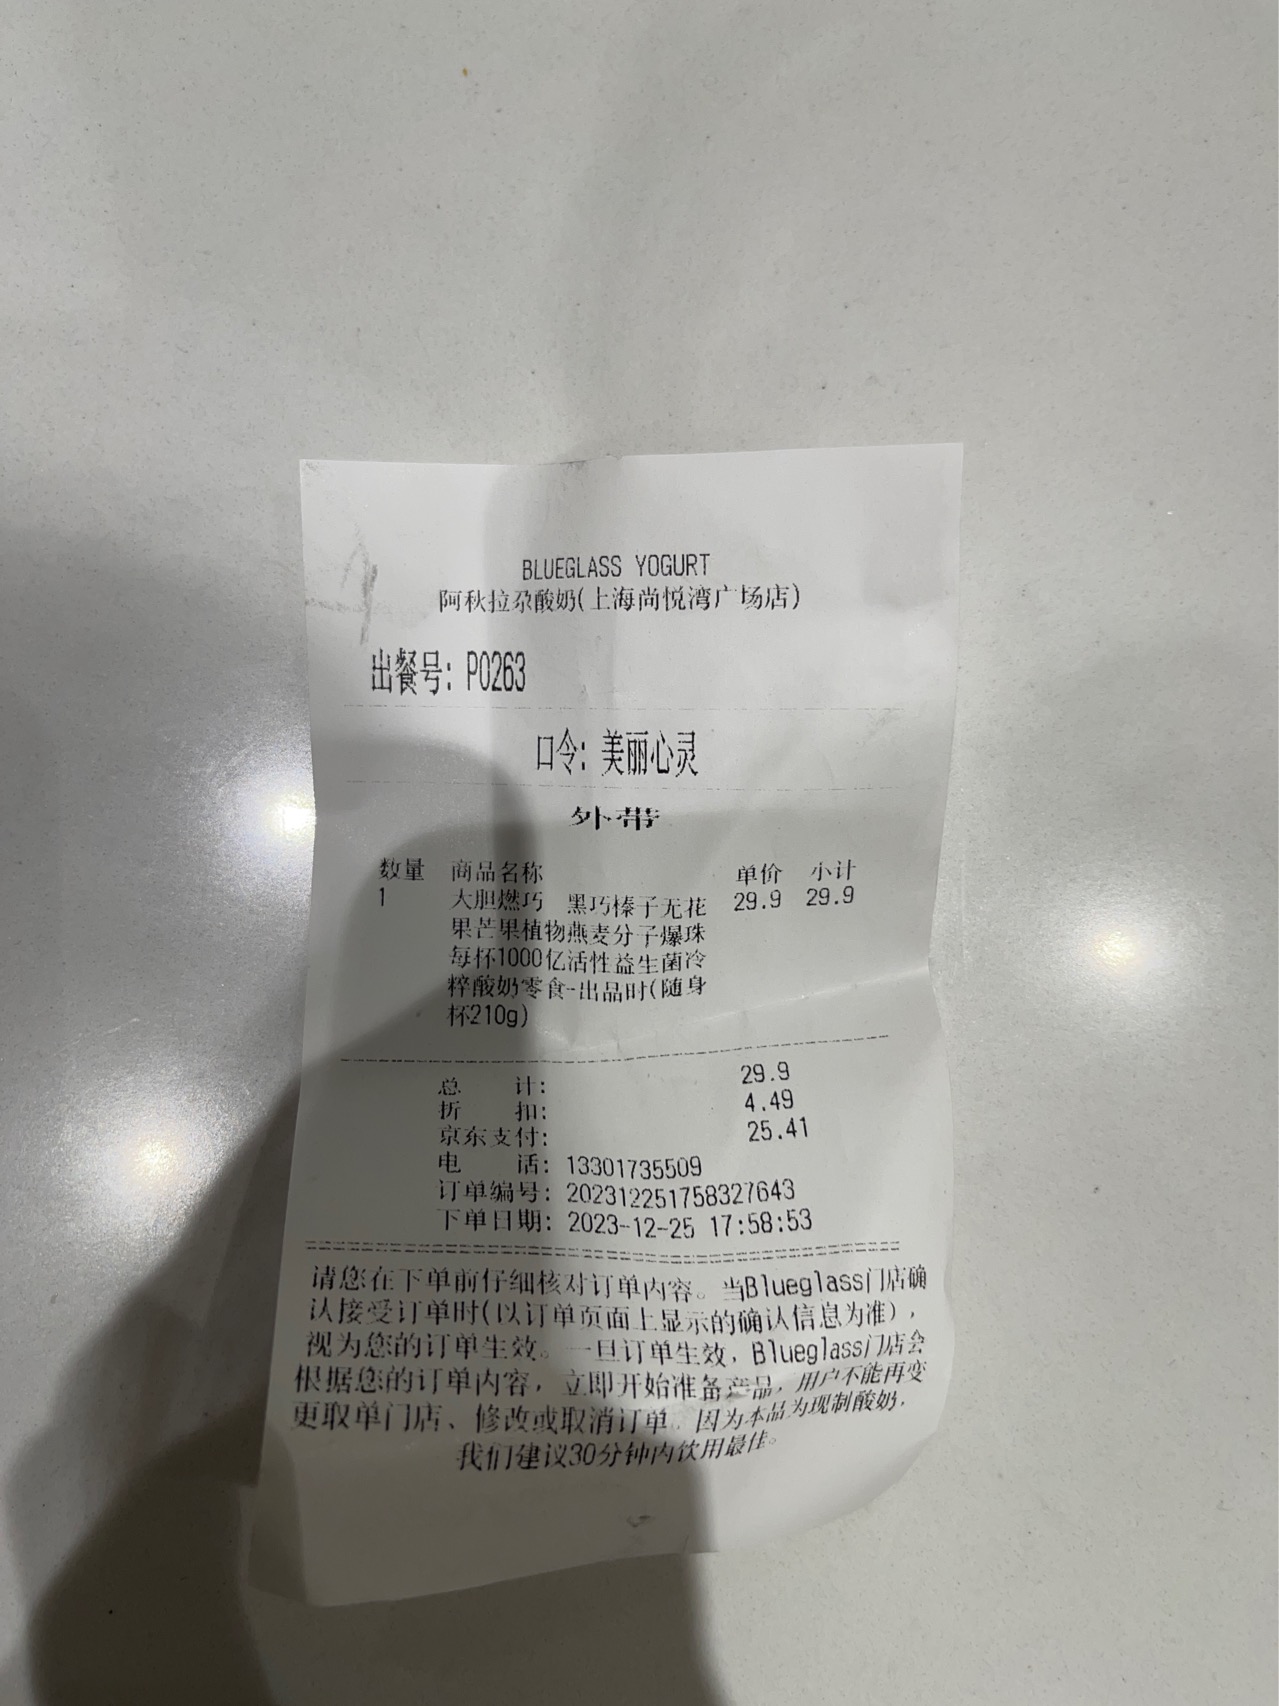 BLUEGLASS YOGURT
阿秋拉尕酸奶(上海尚悦湾广场店)
出餐号: P0263
口令: 美丽心灵
外带
数量 商品名称 单价 小计
1 大胆燃巧 黑巧榛子无花 29.9 29.9
果芒果植物燕麦分子爆珠
每杯1000亿活性益生菌冷
粹酸奶零食-出品时(随身
杯210g)
总 计: 29.9
折 扣: 4.49
京东支付: 25.41
电 话: 13301735509
订单编号: 202312251758327643
下单日期: 2023-12-25 17:58:53
请您在下单前仔细核对订单内容。当Blueglass门店确
认接受订单时(以订单页面上显示的确认信息为准),
视为您的订单生效。一旦订单生效,Blueglass门店会
根据您的订单内容,立即开始准备产品,用户不能再变
更取单门店、修改或取消订单。因为本品为现制酸奶,
我们建议30分钟内饮用最佳。